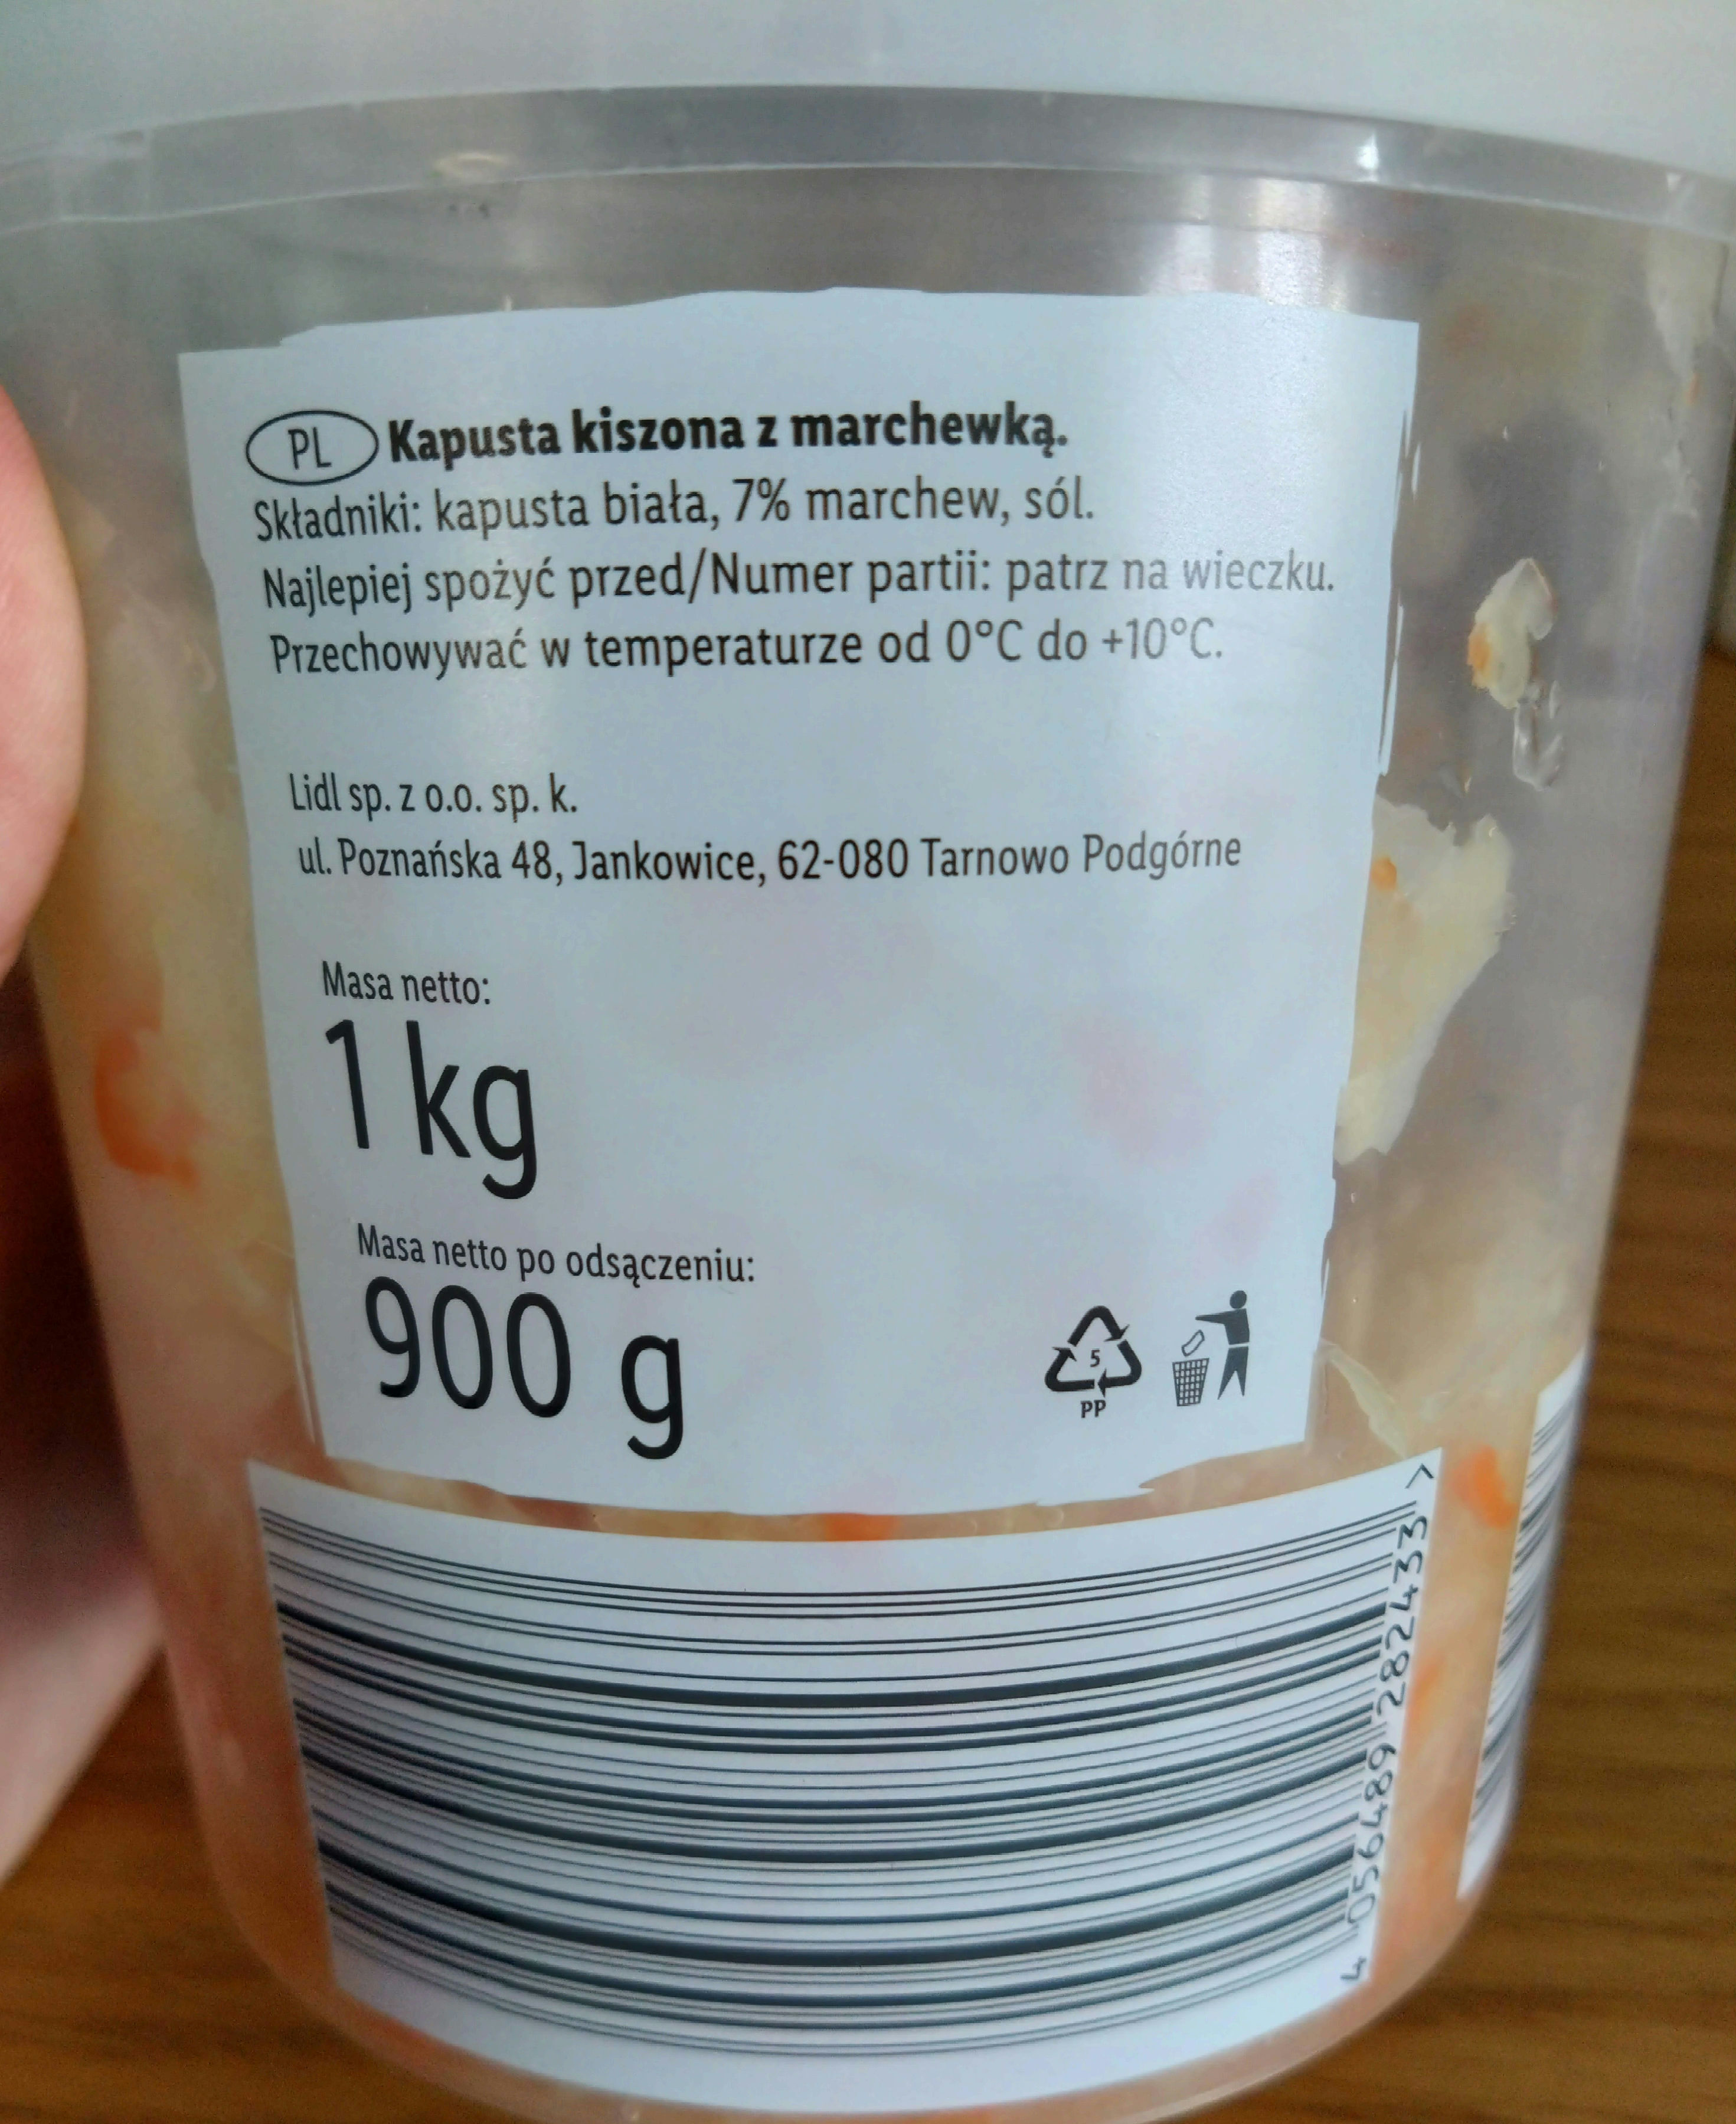 PL Kapusta kiszona z marchewką.
Składniki: kapusta biała, 7% marchew, sól.
Najlepiej spożyć przed/Numer partii: patrz na wieczku.
Przechowywać w temperaturze od 0°C do +10°C.
Lidl sp. z o.o. sp. k.
ul. Poznańska 48, Jankowice, 62-080 Tarnowo Podgórne
Masa netto:
1 kg
Masa netto po odsączeniu:
900 g
5
PP
4 056489 282433 >